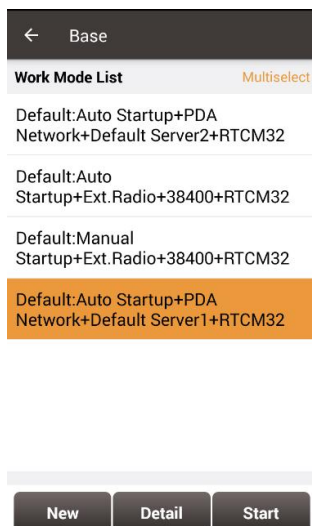 Base
Work Mode List
Multiselect
Default:Auto Startup+PDA
Network+Default Server2+RTCM32
Default:Auto
Startup+Ext.Radio+38400+RTCM32
Default:Manual
Startup+Ext.Radio+38400+RTCM32
Default:Auto Startup+PDA
Network+Default Server1+RTCM32
New
Detail
Start